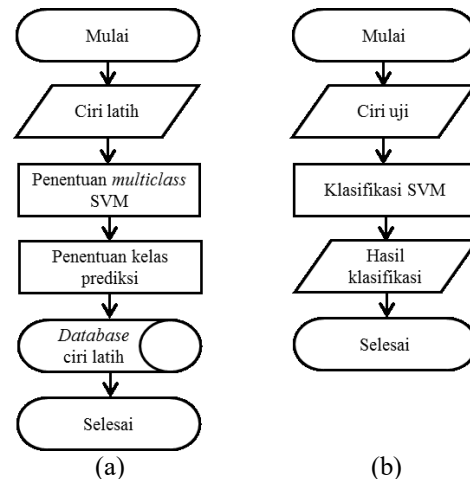 Mulai
Ciri latih
Penentuan multiclass
SVM
Penentuan kelas
prediksi
Database
ciri latih
Selesai
(a)
Mulai
Ciri uji
Klasifikasi SVM
Hasil
klasifikasi
Selesai
(b)